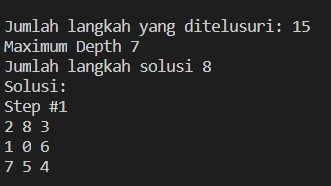 Jumlah langkah yang ditelusuri: 15
Maximum Depth 7
Jumlah langkah solusi 8
Solusi:
Step #1
2 8 3
1 0 6
7 5 4